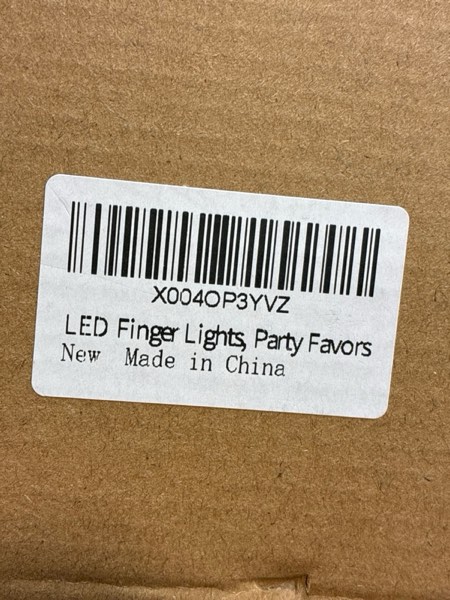 X004OP3YVZ
LED Finger Lights, Party Favors
New Made in China